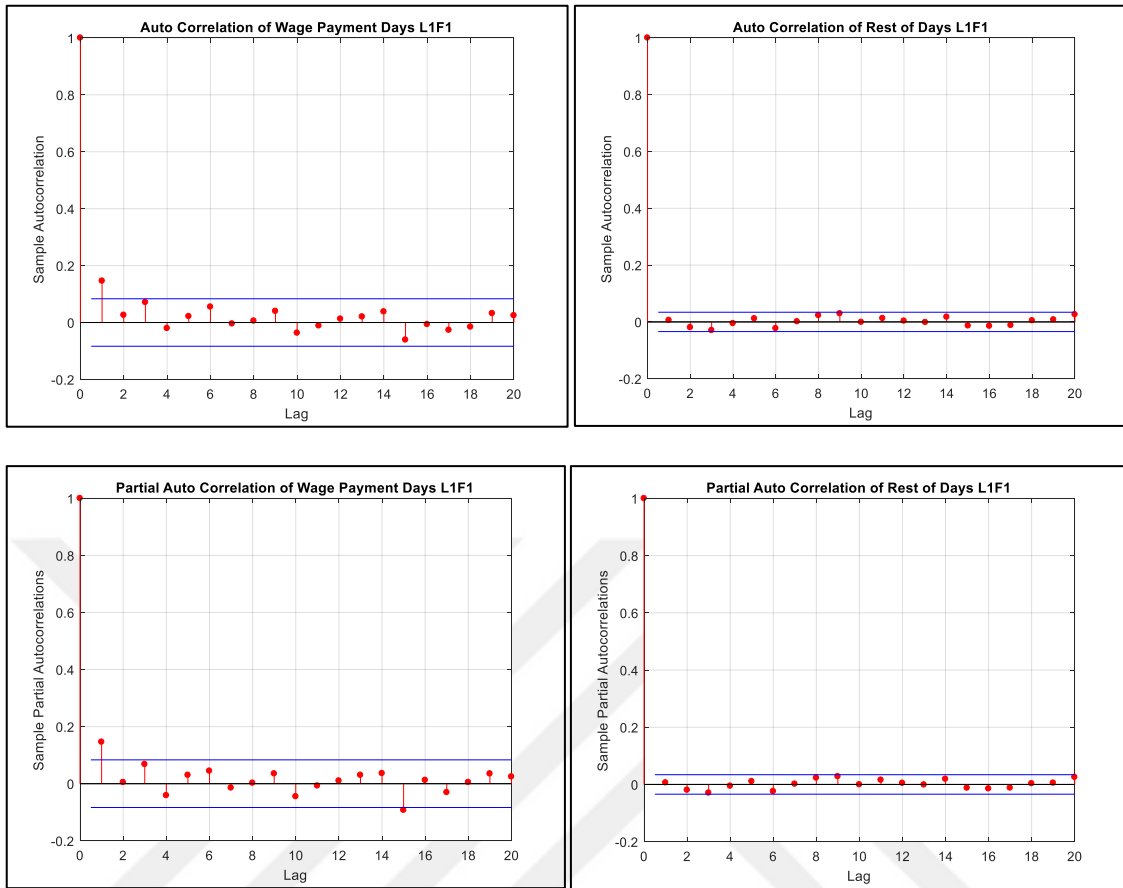 Auto Correlation of Wage Payment Days L1F1
1
0.8
0.6
0.4
0.2
0
-0.2
Sample Autocorrelation
0 2 4 6 8 10 12 14 16 18 20
Lag
Auto Correlation of Rest of Days L1F1
1
0.8
0.6
0.4
0.2
0
-0.2
Sample Autocorrelation
0 2 4 6 8 10 12 14 16 18 20
Lag
Partial Auto Correlation of Wage Payment Days L1F1
1
0.8
0.6
0.4
0.2
0
-0.2
Sample Partial Autocorrelations
0 2 4 6 8 10 12 14 16 18 20
Lag
Partial Auto Correlation of Rest of Days L1F1
1
0.8
0.6
0.4
0.2
0
-0.2
Sample Partial Autocorrelations
0 2 4 6 8 10 12 14 16 18 20
Lag